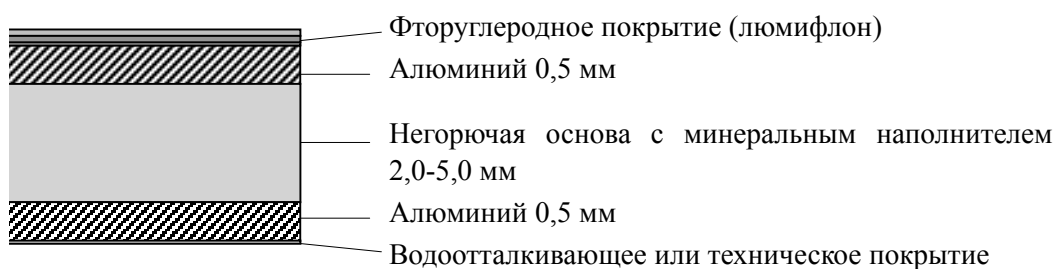 Фторуглеродное покрытие (люмифлон)
Алюминий 0,5 мм
Негорючая основа с минеральным наполнителем
2,0-5,0 мм
Алюминий 0,5 мм
Водоотталкивающее или техническое покрытие